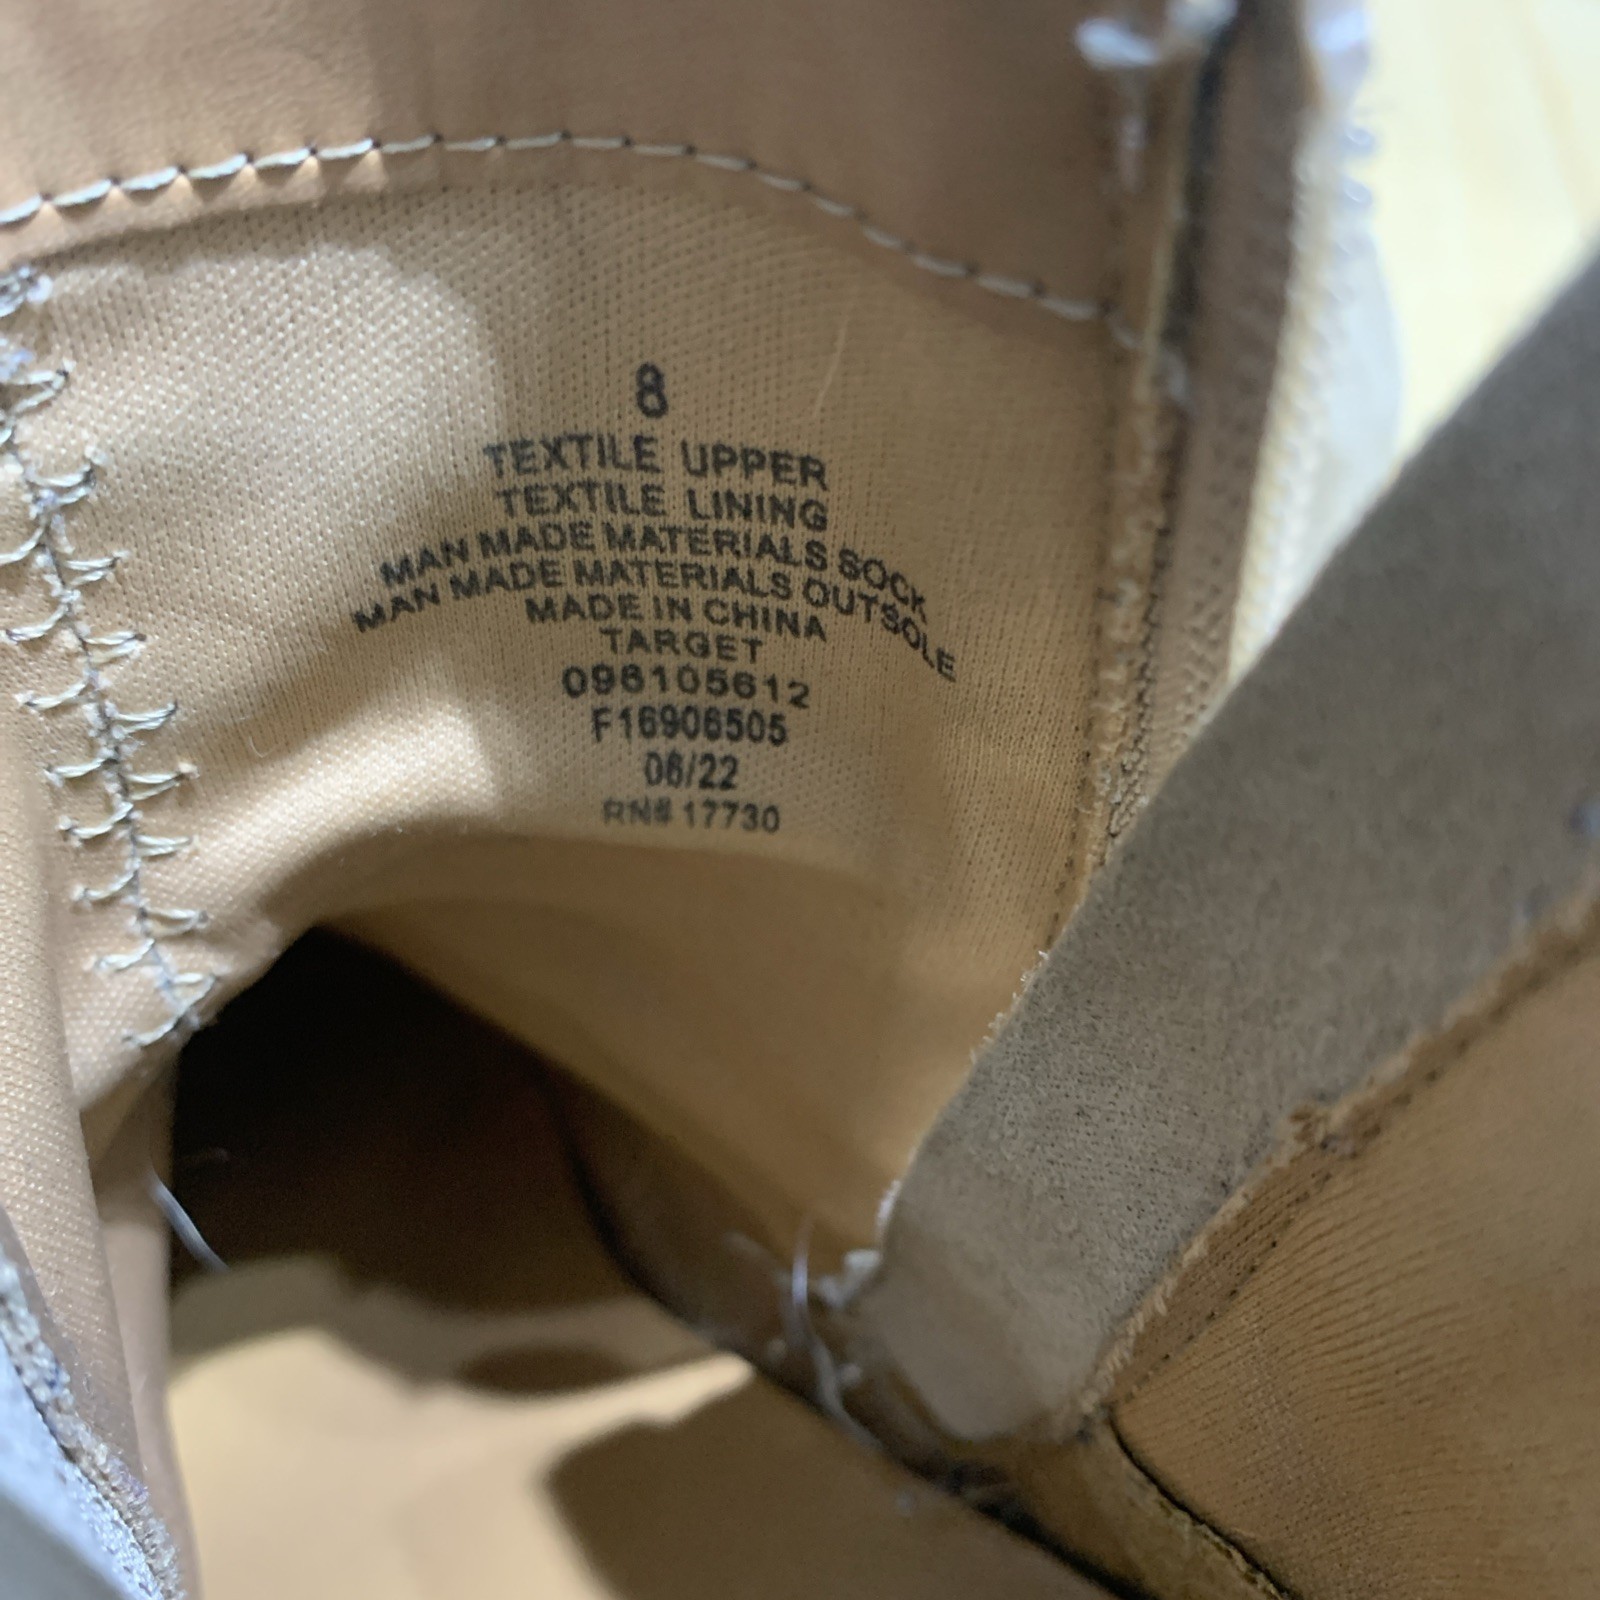 8
TEXTILE UPPER
TEXTILE LINING
MAN MADE MATERIALS SOCK
MAN MADE MATERIALS OUTSOLE
MADE IN CHINA
TARGET
096105612
F16906505
06/22
RN# 17730